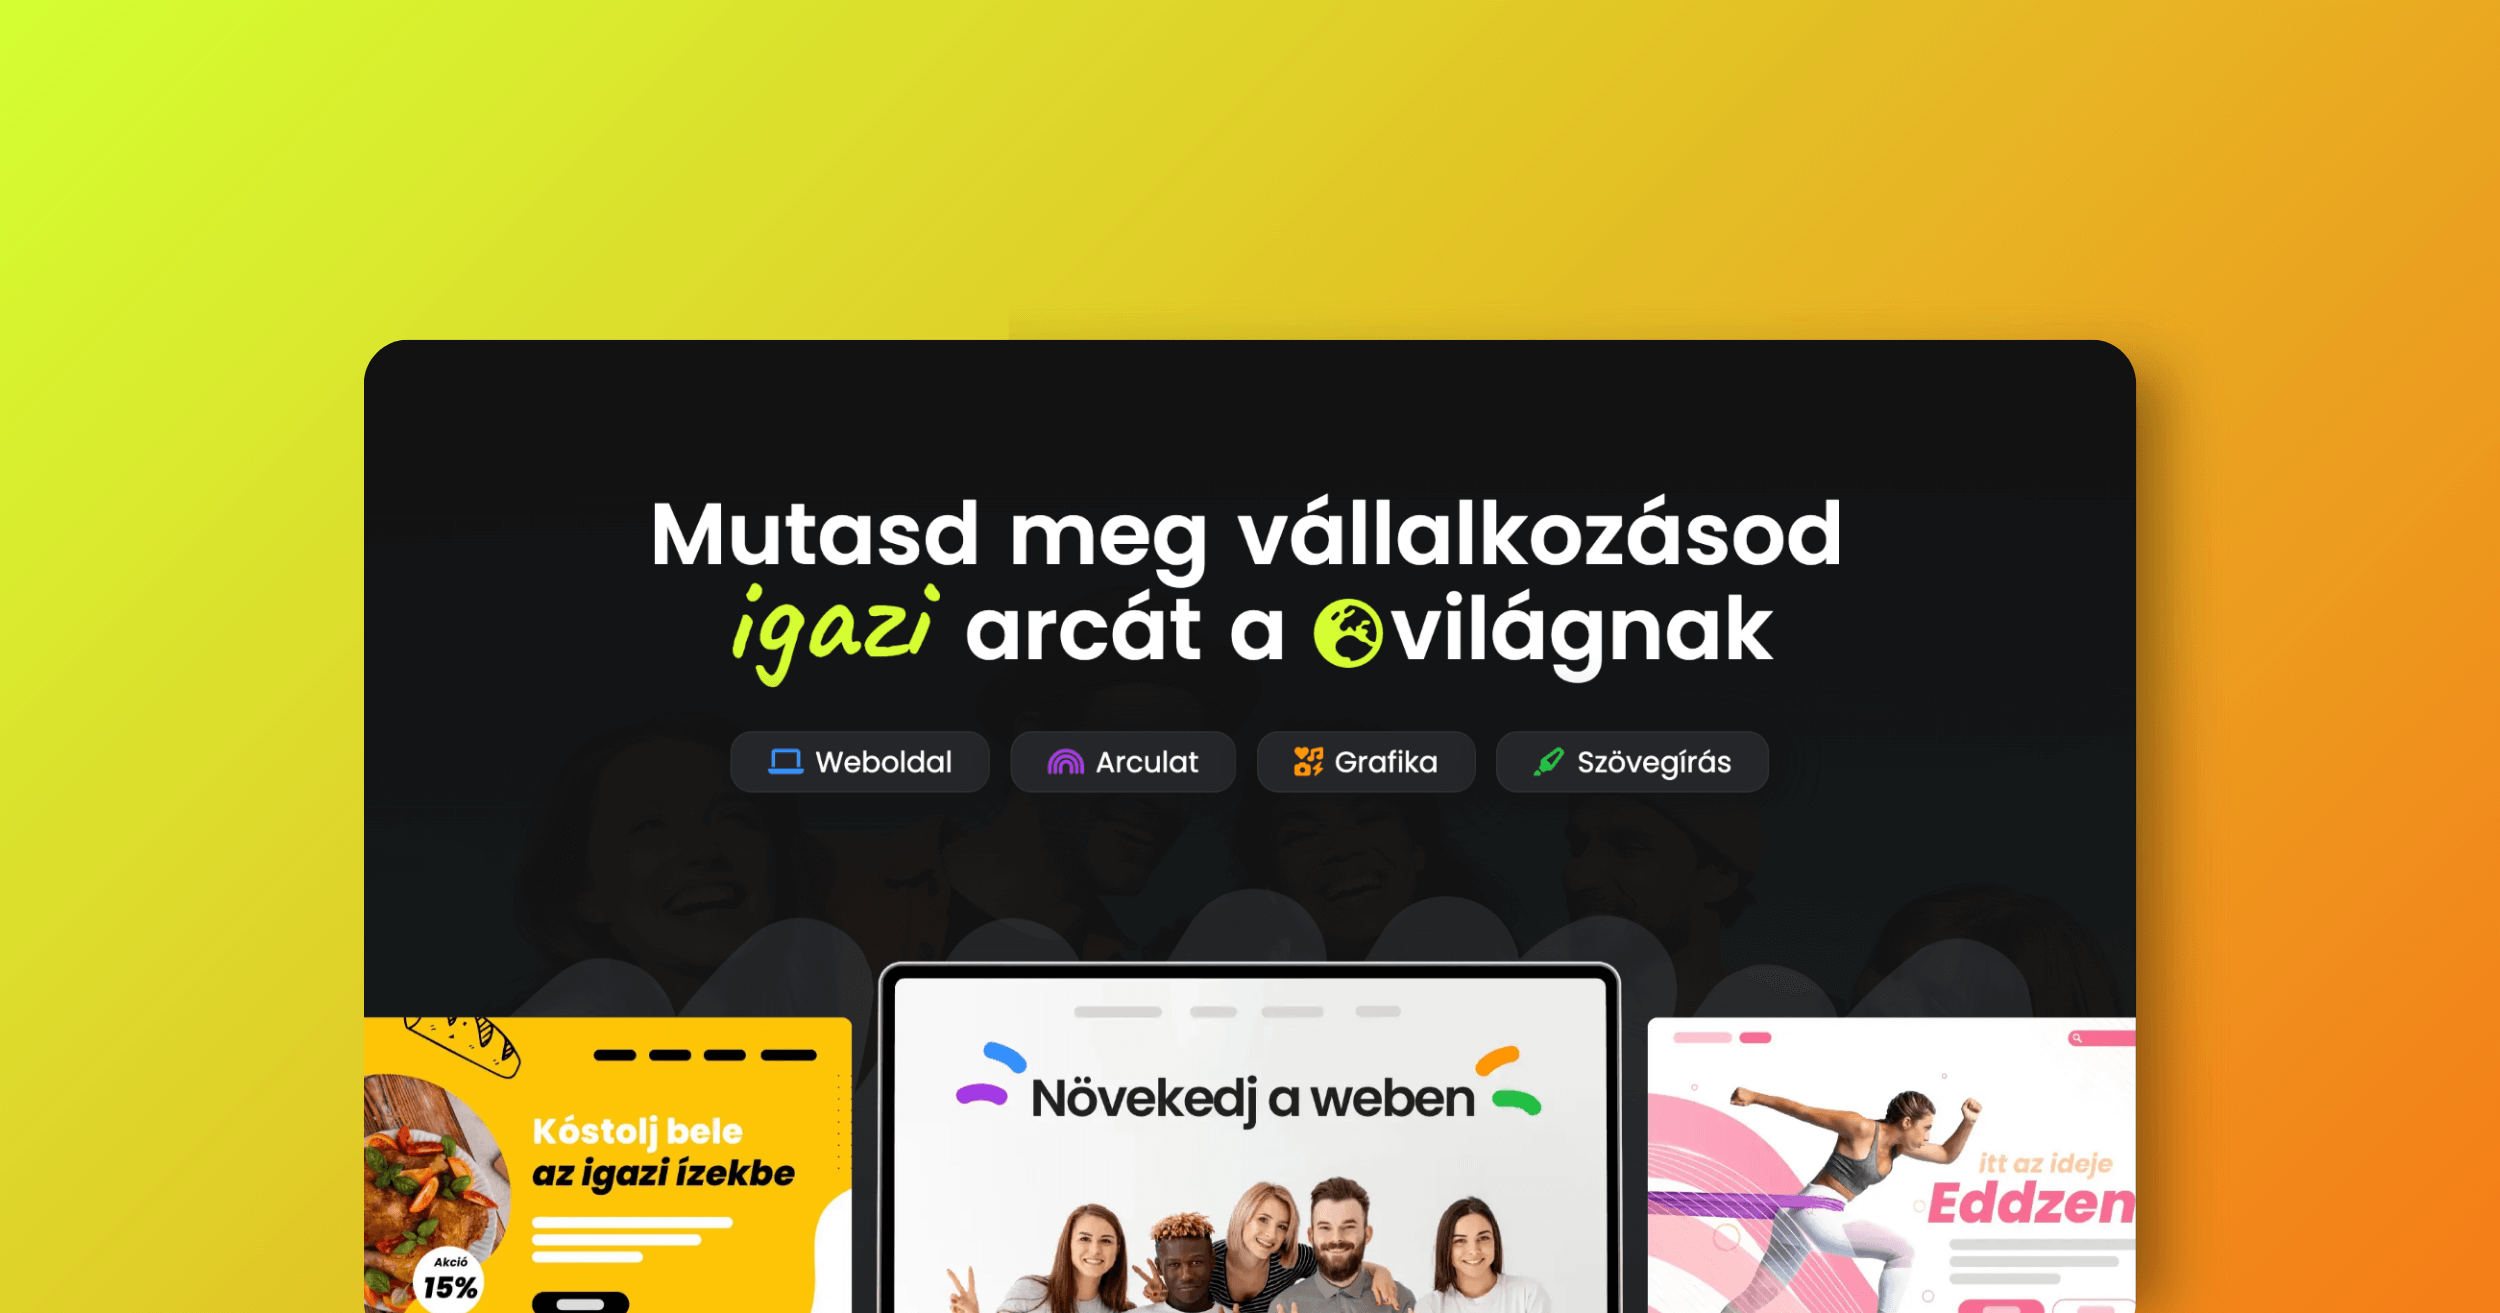 Mutasd meg vállalkozásod
igazi arcát a világnak
Weboldal
Arculat
Grafika
Szövegírás
Kóstolj bele
az igazi ízekbe
Akció
15%
Növekedj a weben
itt az ideje
Eddzen